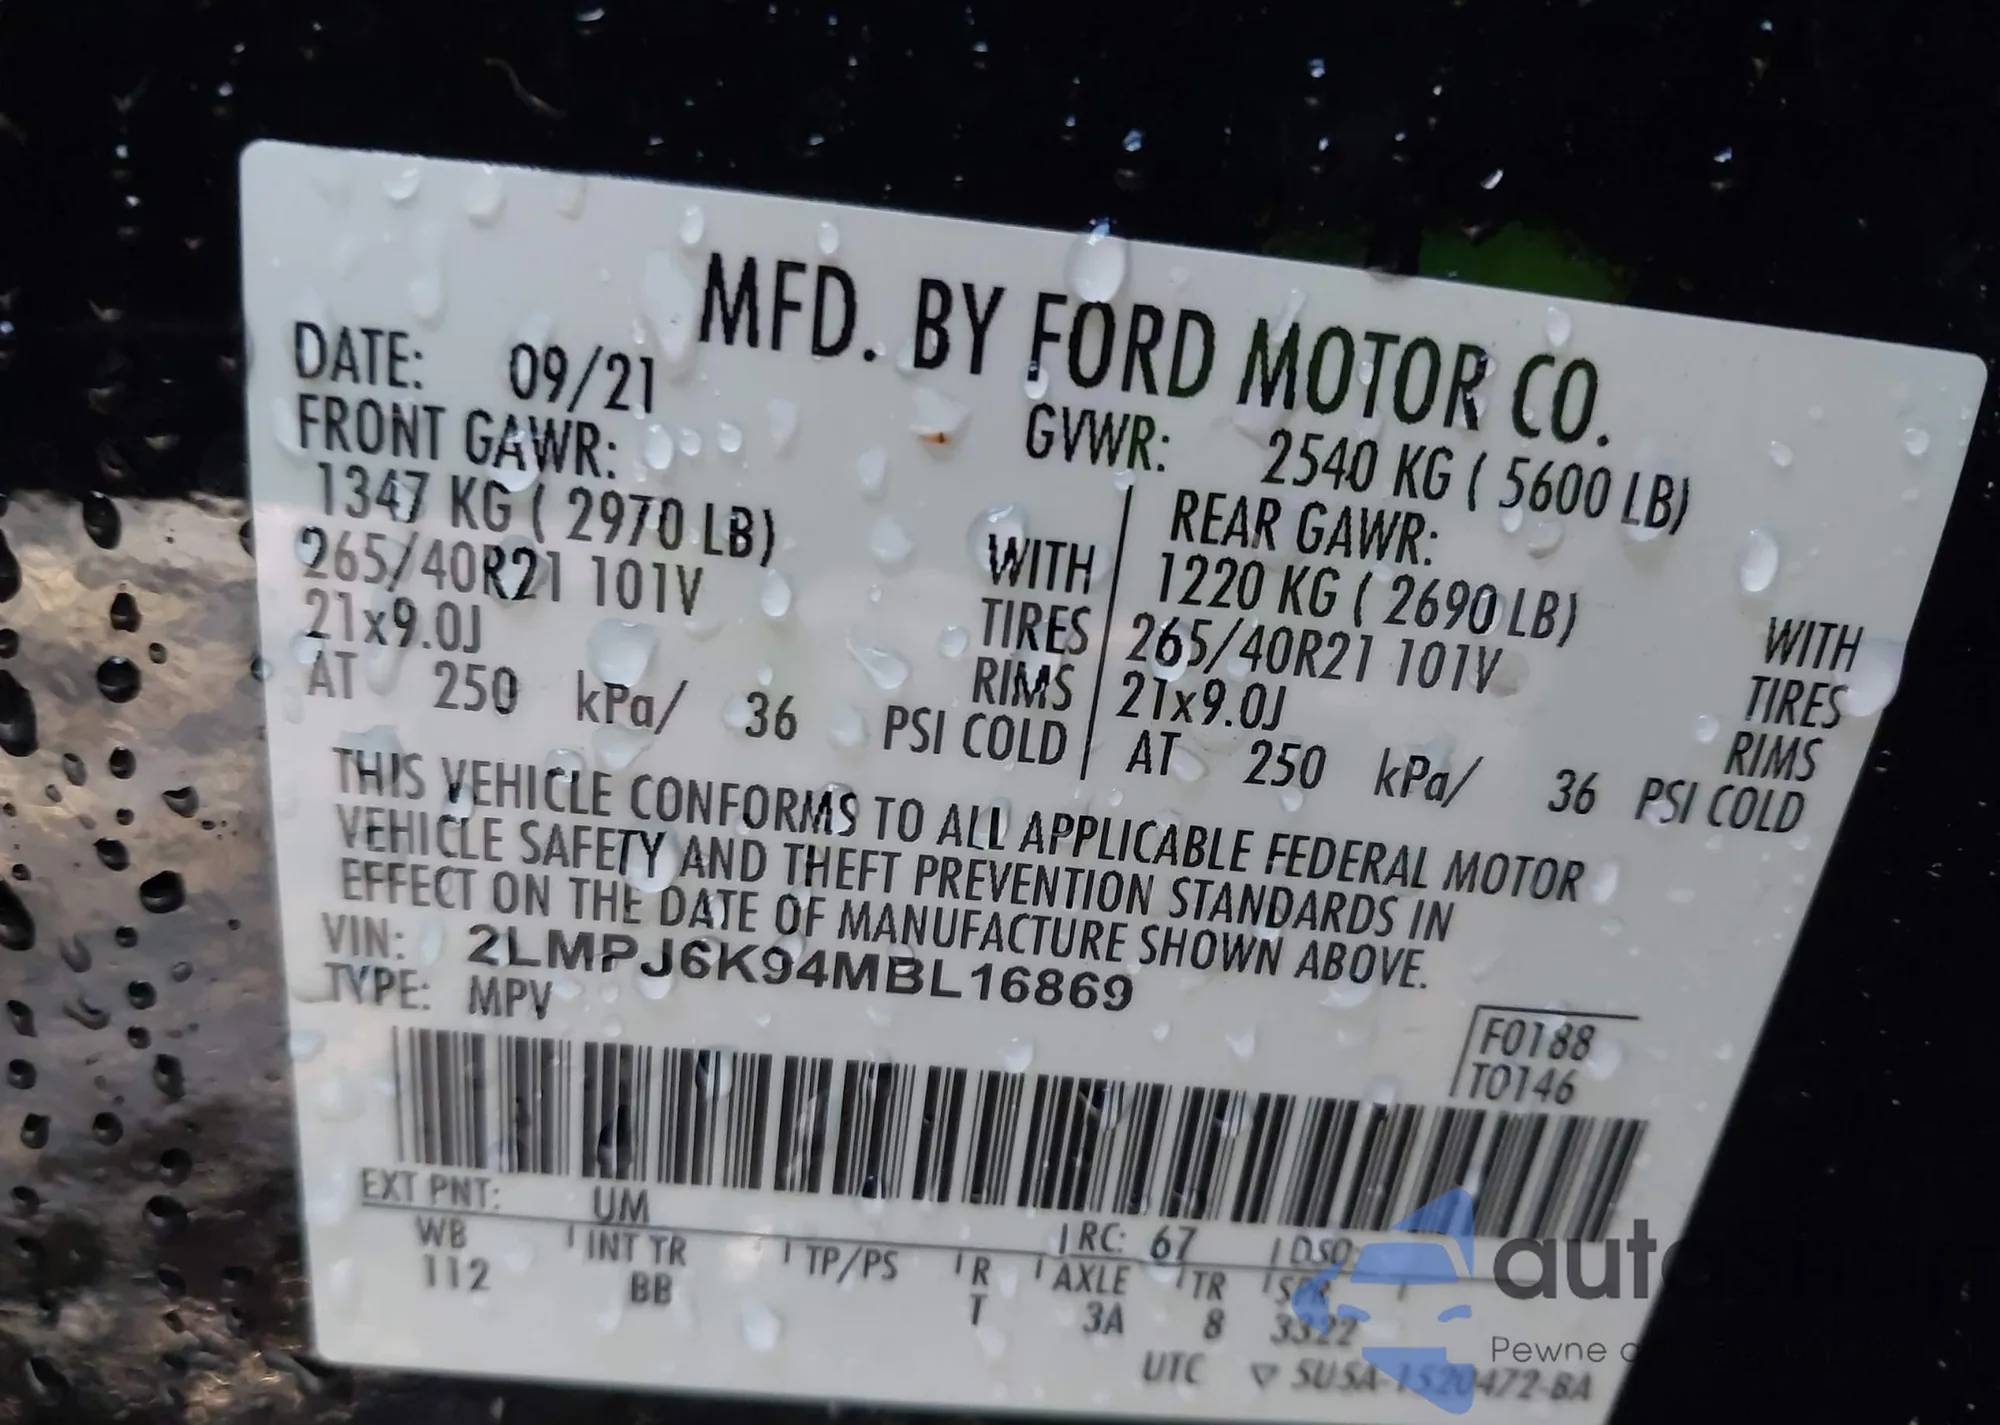 MFD. BY FORD MOTOR CO.
DATE: 09/21
GVWR: 2540 KG ( 5600 LB)
FRONT GAWR:
1347 KG ( 2970 LB) WITH
265/40R21 101V TIRES
21x9.0J RIMS
AT 250 kPa/ 36 PSI COLD
REAR GAWR:
1220 KG ( 2690 LB) WITH
265/40R21 101V TIRES
21x9.0J RIMS
AT 250 kPa/ 36 PSI COLD
THIS VEHICLE CONFORMS TO ALL APPLICABLE FEDERAL MOTOR
VEHICLE SAFETY AND THEFT PREVENTION STANDARDS IN
EFFECT ON THE DATE OF MANUFACTURE SHOWN ABOVE.
VIN: 2LMPJ6K94MBL16869
TYPE: MPV
F0188
T0146
EXT PNT: UM RC: 67 DSO:
WB INT TR TP/PS R AXLE TR SPR
112 BB T 3A 8 3322
UTC 5U5A-1520472-BA
Pewne